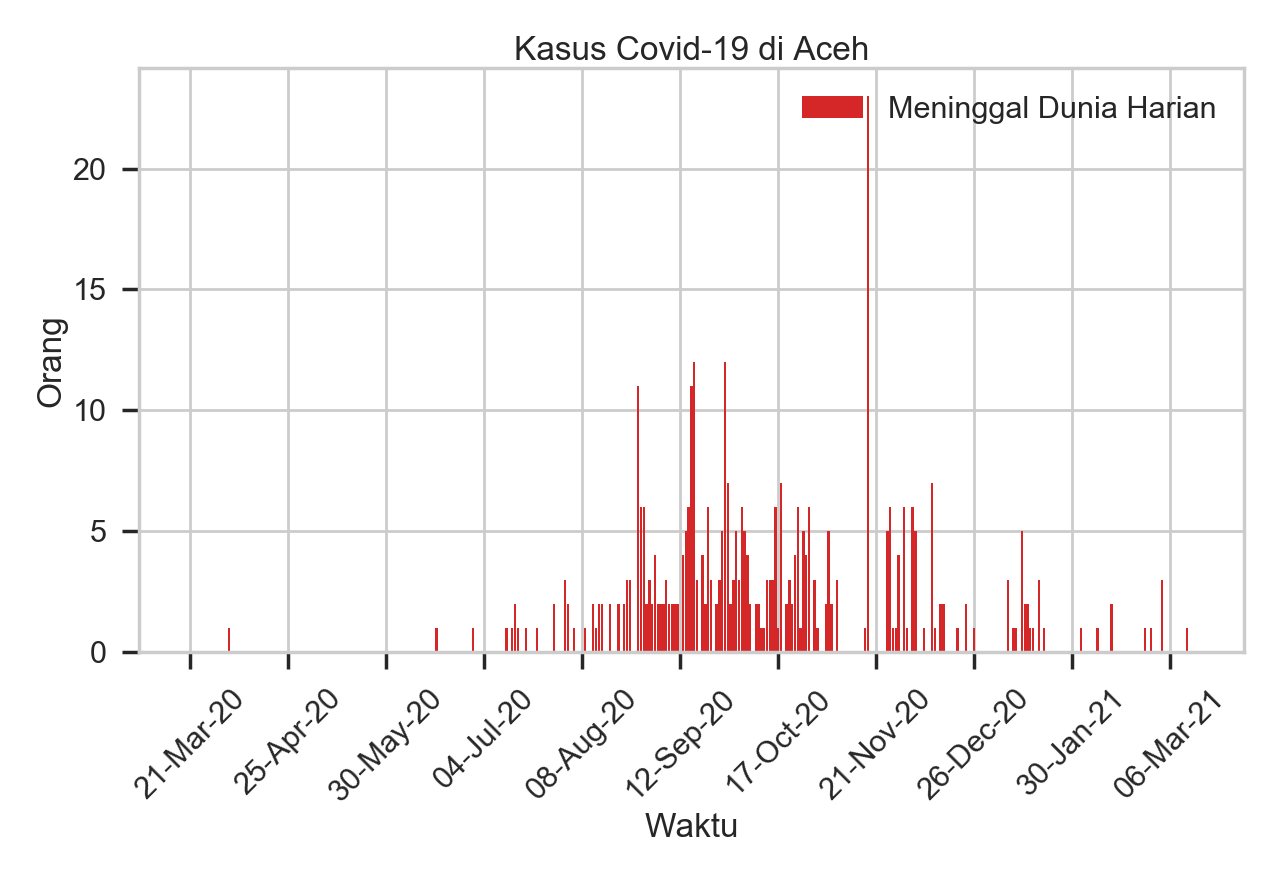 Kasus Covid-19 di Aceh
Meninggal Dunia Harian
Orang
20
15
10
5
0
21-Mar-20
25-Apr-20
30-May-20
04-Jul-20
08-Aug-20
12-Sep-20
17-Oct-20
21-Nov-20
26-Dec-20
30-Jan-21
06-Mar-21
Waktu